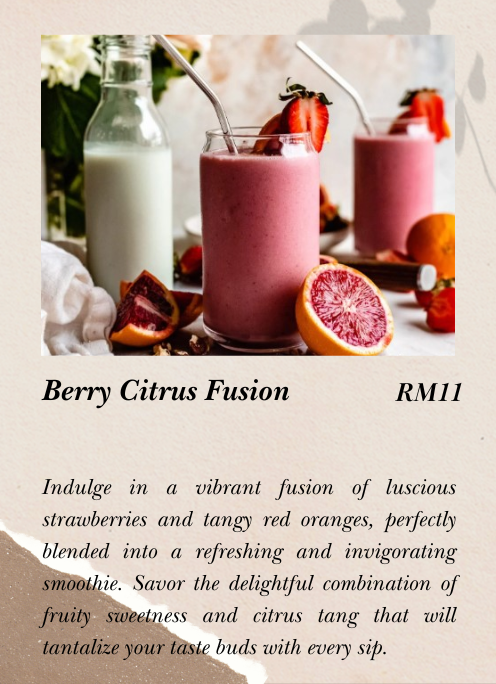 Berry Citrus Fusion RM11
Indulge in a vibrant fusion of luscious
strawberries and tangy red oranges, perfectly
blended into a refreshing and invigorating
smoothie. Savor the delightful combination of
fruity sweetness and citrus tang that will
tantalize your taste buds with every sip.